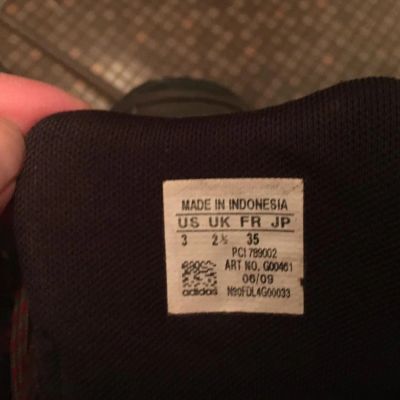 MADE IN INDONESIA
US UK FR JP
3 2½ 35
PCI 789002
ART NO. G00461
06/09
adidas N90FDL4G00033